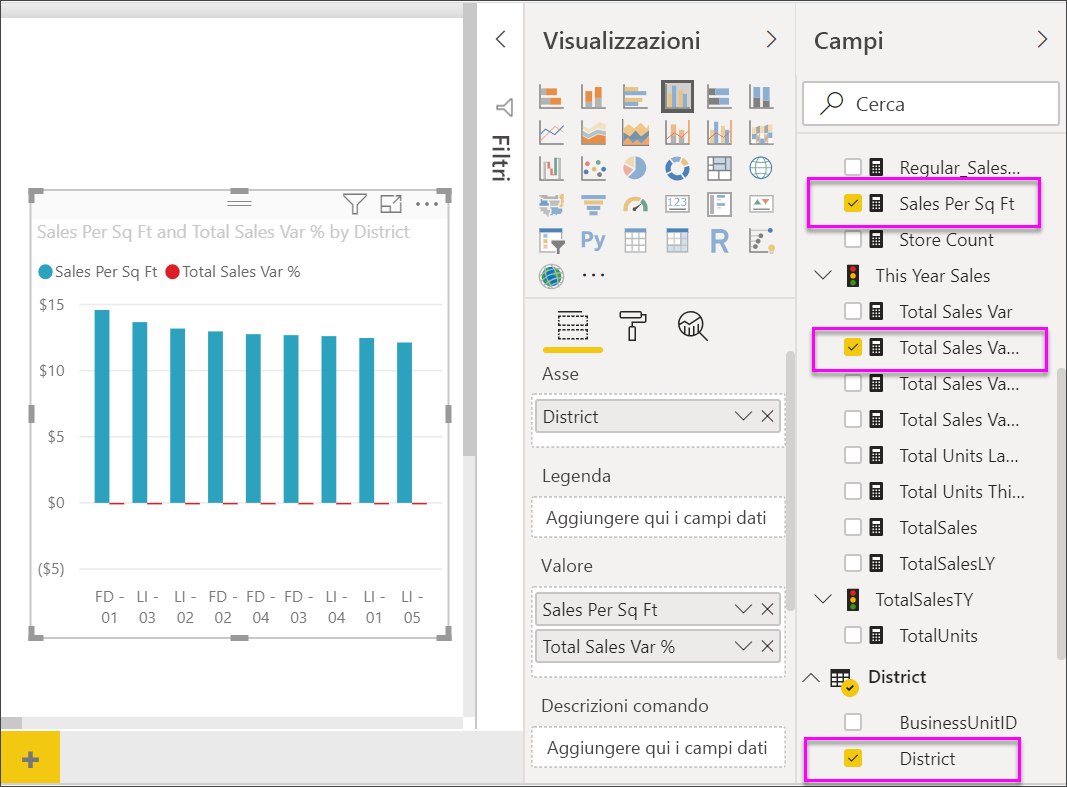 Sales Per Sq Ft and Total Sales Var % by District
Sales Per Sq Ft Total Sales Var %
$15
$10
$5
$0
($5)
FD - LI - LI - FD - FD - FD - LI - LI - LI -
01 03 02 02 04 03 04 01 05
+
Filtri
Visualizzazioni
123
Py
R
Asse
District
Legenda
Aggiungere qui i campi dati
Valore
Sales Per Sq Ft
Total Sales Var %
Descrizioni comando
Aggiungere qui i campi dati
Campi
Cerca
Regular_Sales...
Sales Per Sq Ft
Store Count
This Year Sales
Total Sales Var
Total Sales Va...
Total Sales Va...
Total Sales Va...
Total Units La...
Total Units Thi...
TotalSales
TotalSalesLY
TotalSalesTY
TotalUnits
District
BusinessUnitID
District